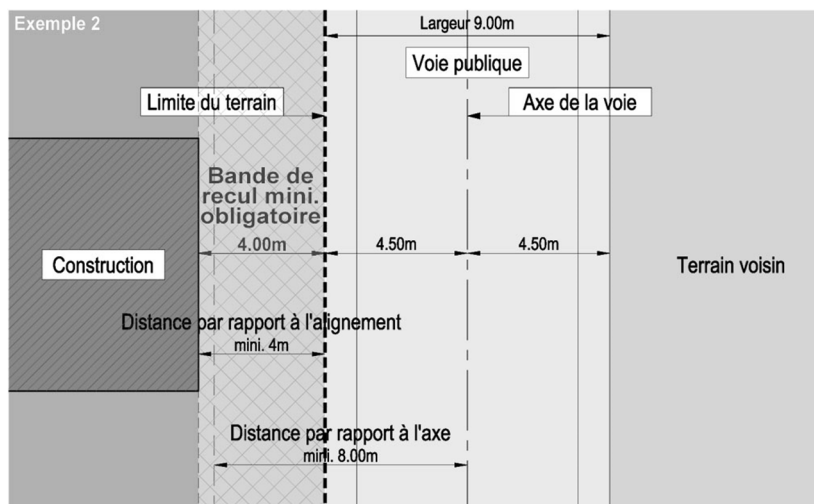 Exemple 2
Largeur 9.00m
Voie publique
Limite du terrain
Axe de la voie
Bande de
recul mini.
obligatoire
4.00m
4.50m
4.50m
Construction
Terrain voisin
Distance par rapport à l'alignement
mini. 4m
Distance par rapport à l'axe
mini. 8.00m